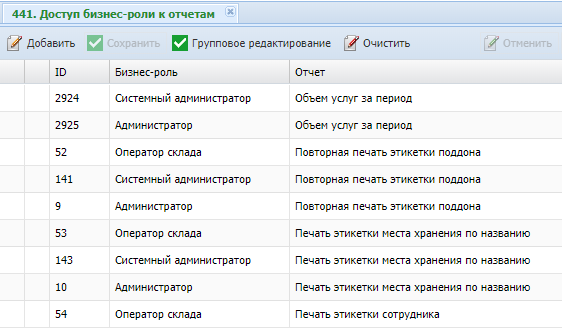 441. Доступ бизнес-роли к отчетам
Добавить Сохранить Групповое редактирование Очистить Отменить
ID Бизнес-роль Отчет
2924 Системный администратор Объем услуг за период
2925 Администратор Объем услуг за период
52 Оператор склада Повторная печать этикетки поддона
141 Системный администратор Повторная печать этикетки поддона
9 Администратор Повторная печать этикетки поддона
53 Оператор склада Печать этикетки места хранения по названию
143 Системный администратор Печать этикетки места хранения по названию
10 Администратор Печать этикетки места хранения по названию
54 Оператор склада Печать этикетки сотрудника